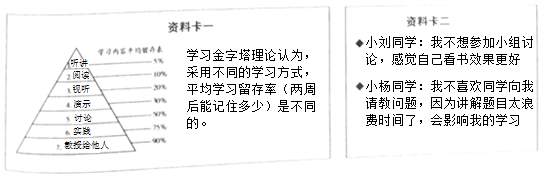 资料卡一
学习内容平均留存表
1听讲 5%
2.阅读 10%
3.视听 20%
4.演示 30%
5.讨论 50%
6.实践 75%
7.教授给他人 90%
学习金字塔理论认为，
采用不同的学习方式，
平均学习留存率（两周
后能记住多少）是不同
的。
资料卡二
◆小刘同学：我不想参加小组讨
论，感觉自己看书效果更好
◆小杨同学：我不喜欢同学向我
请教问题，因为讲解题目太浪
费时间了，会影响我的学习